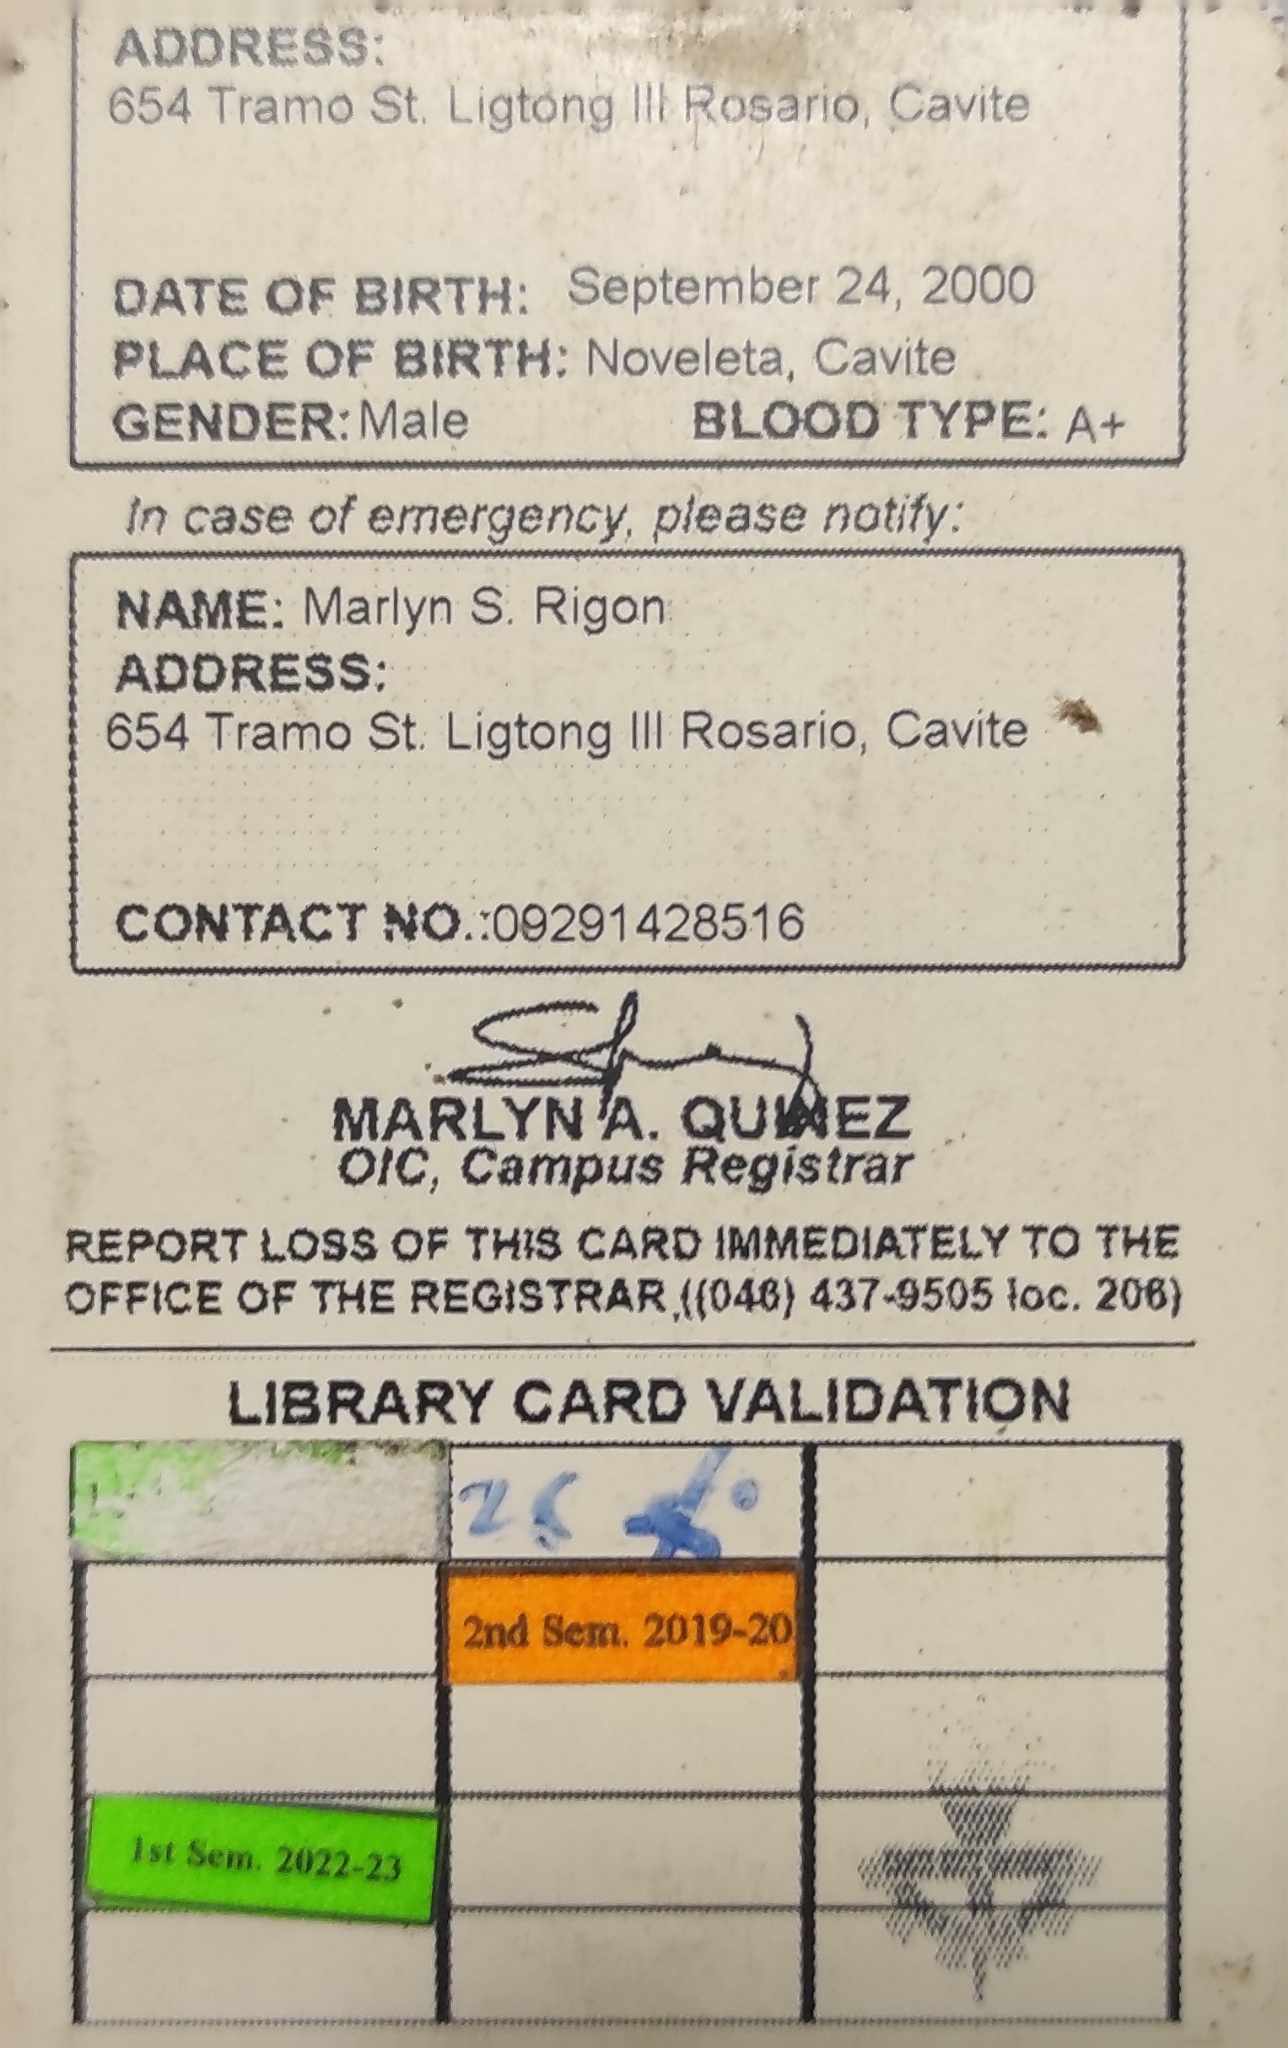 ADDRESS:
654 Tramo St. Ligtong III Rosario, Cavite
DATE OF BIRTH: September 24, 2000
PLACE OF BIRTH: Noveleta, Cavite
GENDER: Male BLOOD TYPE: A+
In case of emergency, please notify:
NAME: Marlyn S. Rigon
ADDRESS:
654 Tramo St. Ligtong III Rosario, Cavite
CONTACT NO.:09291428516
MARLYN A. QUINEZ
OIC, Campus Registrar
REPORT LOSS OF THIS CARD IMMEDIATELY TO THE
OFFICE OF THE REGISTRAR ((046) 437-9505 loc. 206)
LIBRARY CARD VALIDATION
2nd Sem. 2019-20
1st Sem. 2022-23